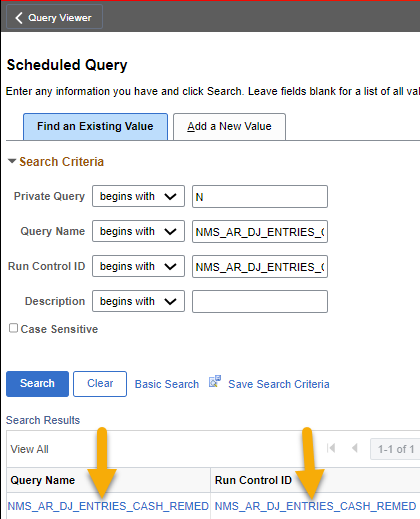 Query Viewer
Scheduled Query
Enter any information you have and click Search. Leave fields blank for a list of all val
Find an Existing Value
Add a New Value
Search Criteria
Private Query begins with N
Query Name begins with NMS_AR_DJ_ENTRIES_C
Run Control ID begins with NMS_AR_DJ_ENTRIES_C
Description begins with
Case Sensitive
Search Clear Basic Search Save Search Criteria
Search Results
View All 1-1 of 1
Query Name Run Control ID
NMS_AR_DJ_ENTRIES_CASH_REMED NMS_AR_DJ_ENTRIES_CASH_REMED